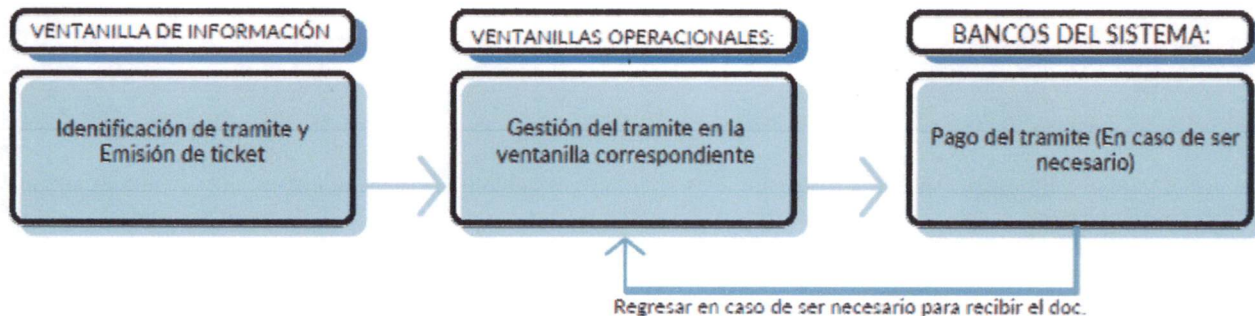 VENTANILLA DE INFORMACIÓN
Identificación de tramite y
Emisión de ticket
VENTANILLAS OPERACIONALES:
Gestión del tramite en la
ventanilla correspondiente
BANCOS DEL SISTEMA:
Pago del tramite (En caso de ser
necesario)
Regresar en caso de ser necesario para recibir el doc.